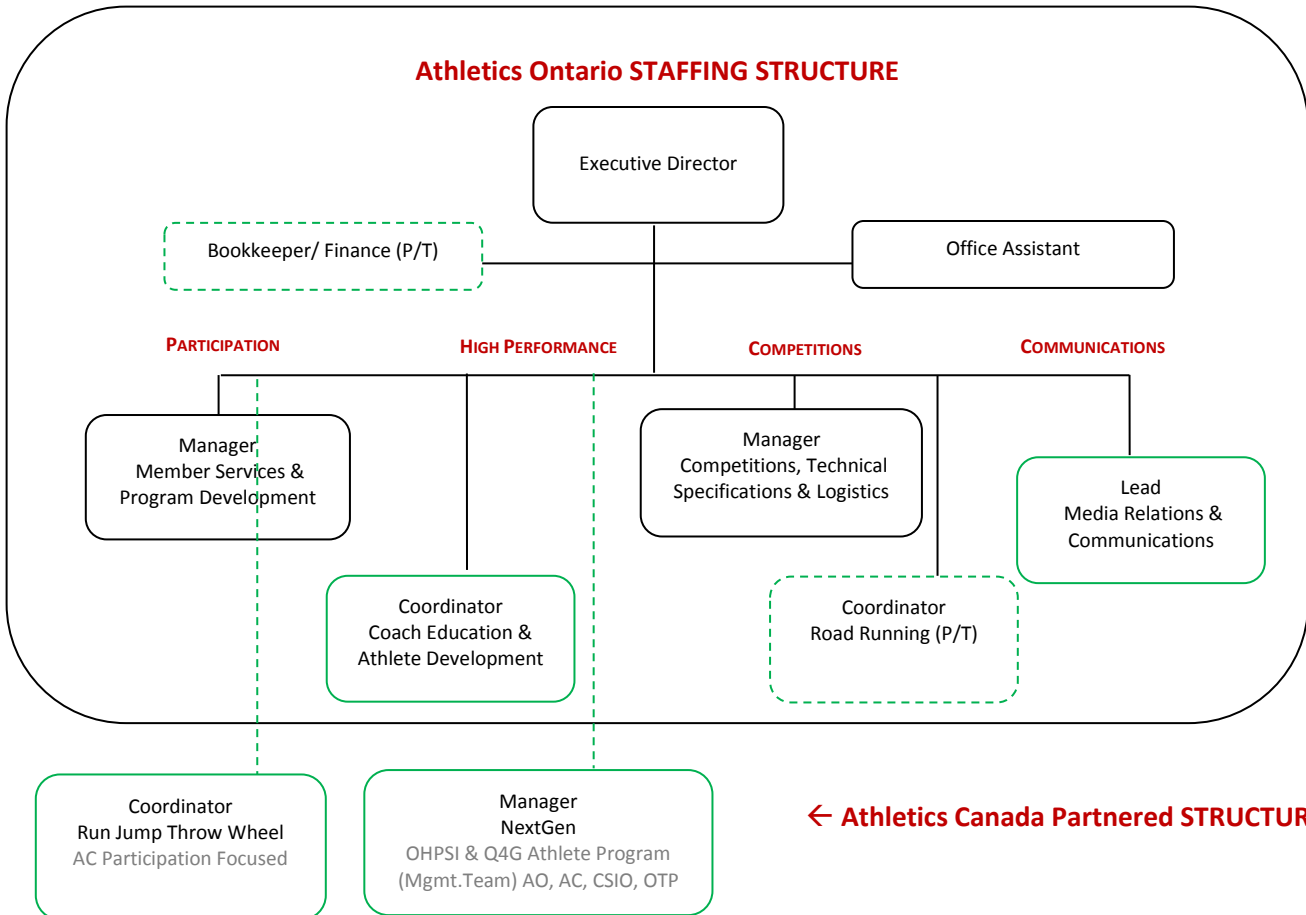 Athletics Ontario STAFFING STRUCTURE
Executive Director
Bookkeeper/ Finance (P/T)
Office Assistant
PARTICIPATION
HIGH PERFORMANCE
COMPETITIONS
COMMUNICATIONS
Manager
Member Services &
Program Development
Manager
Competitions, Technical
Specifications & Logistics
Lead
Media Relations &
Communications
Coordinator
Coach Education &
Athlete Development
Coordinator
Road Running (P/T)
Coordinator
Run Jump Throw Wheel
AC Participation Focused
Manager
NextGen
OHPSI & Q4G Athlete Program
(Mgmt.Team) AO, AC, CSIO, OTP
← Athletics Canada Partnered STRUCTUR